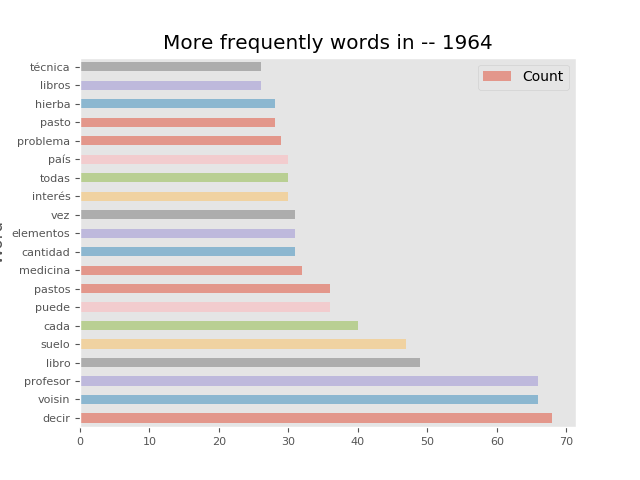 More frequently words in -- 1964
Count
técnica
libros
hierba
pasto
problema
país
todas
interés
vez
elementos
cantidad
medicina
pastos
puede
cada
suelo
libro
profesor
voisin
decir
0 10 20 30 40 50 60 70